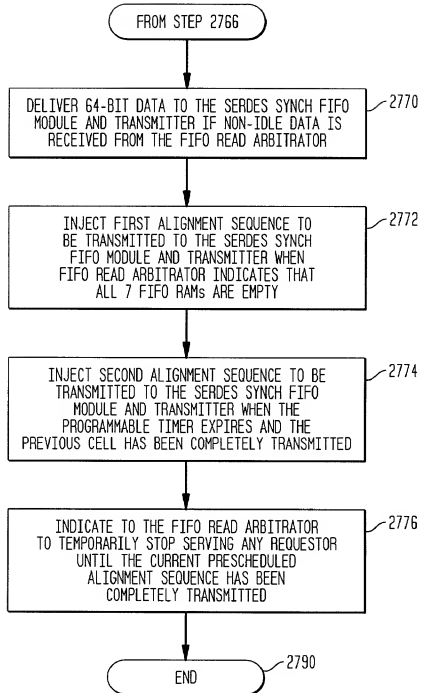 FROM STEP 2766
DELIVER 64-BIT DATA TO THE SERDES SYNCH FIFO
MODULE AND TRANSMITTER IF NON-IDLE DATA IS
RECEIVED FROM THE FIFO READ ARBITRATOR
2770
INJECT FIRST ALIGNMENT SEQUENCE TO
BE TRANSMITTED TO THE SERDES SYNCH
FIFO MODULE AND TRANSMITTER WHEN
FIFO READ ARBITRATOR INDICATES THAT
ALL 7 FIFO RAMs ARE EMPTY
2772
INJECT SECOND ALIGNMENT SEQUENCE TO BE
TRANSMITTED TO THE SERDES SYNCH FIFO
MODULE AND TRANSMITTER WHEN THE
PROGRAMMABLE TIMER EXPIRES AND THE
PREVIOUS CELL HAS BEEN COMPLETELY TRANSMITTED
2774
INDICATE TO THE FIFO READ ARBITRATOR
TO TEMPORARILY STOP SERVING ANY REQUESTOR
UNTIL THE CURRENT PRESCHEDULED
ALIGNMENT SEQUENCE HAS BEEN
COMPLETELY TRANSMITTED
2776
END
2790